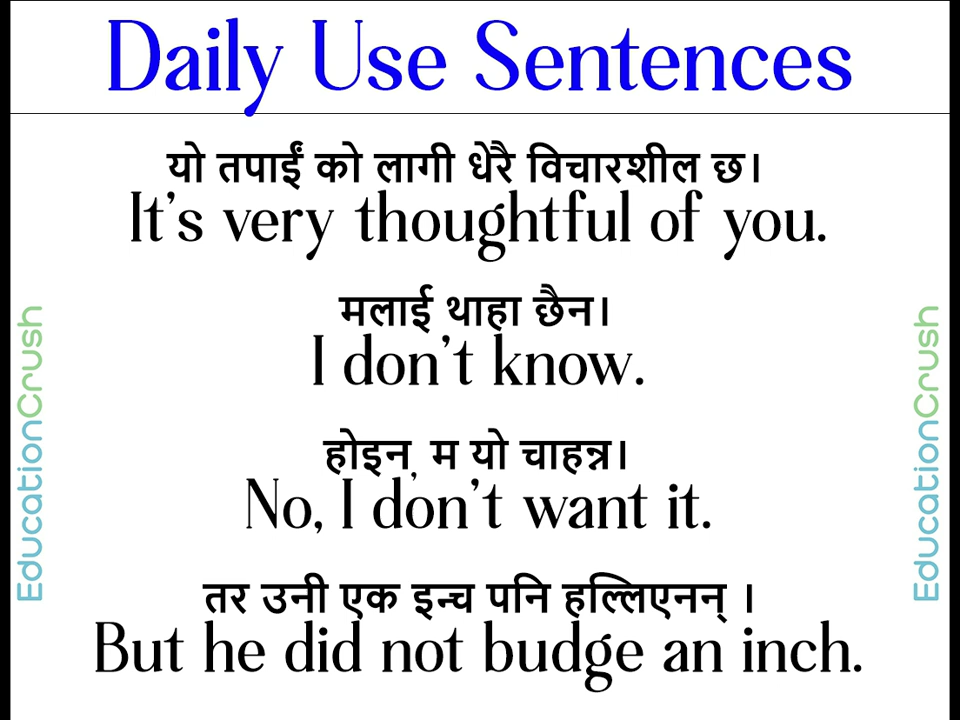 Daily Use Sentences
यो तपाईं को लागी धेरै विचारशील छ।
It's very thoughtful of you.
मलाई थाहा छैन।
I don't know.
होइन, म यो चाहन्न।
No, I don't want it.
तर उनी एक इन्च पनि हल्लिएनन् ।
But he did not budge an inch.
EducationCrush
EducationCrush